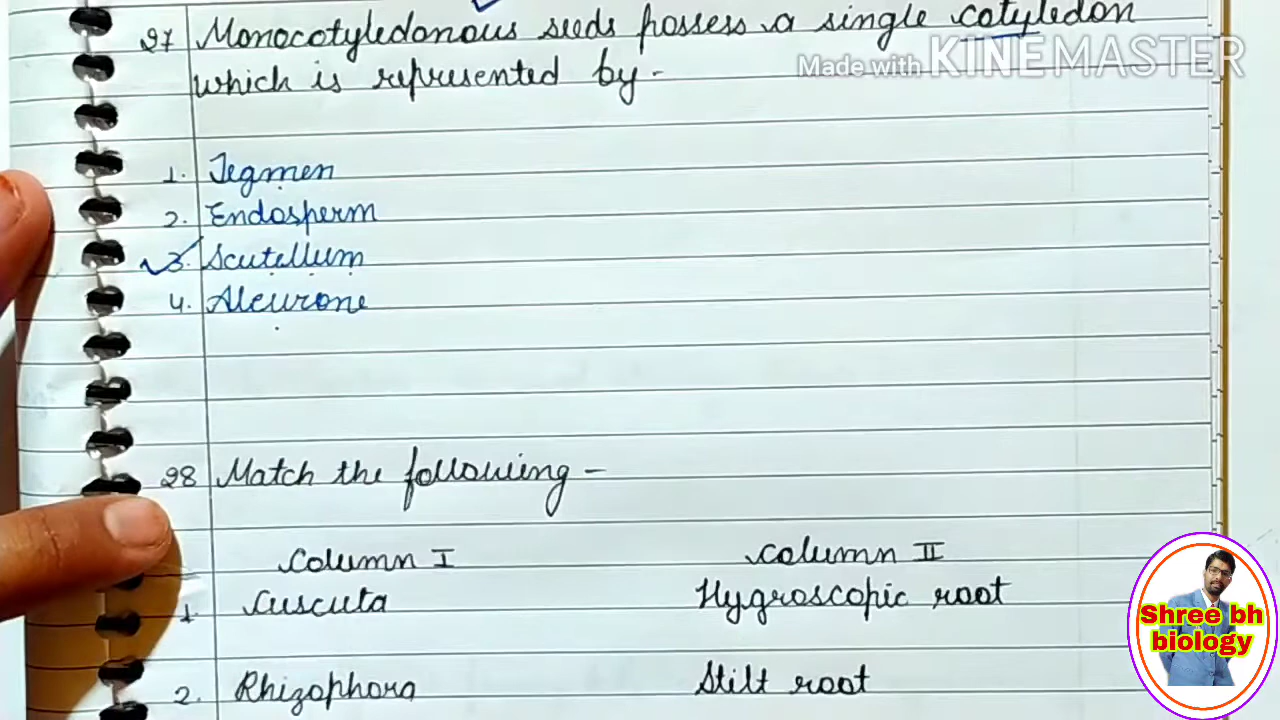 27 Monocotyledonous seeds possess a single cotyledon
Made with KINEMASTER
which is represented by -
1. Tegmen
2. Endosperm
3. Scutellum
4. Aleurone
28 Match the following -
Column I Column II
1. Cuscuta Hygroscopic root
2. Rhizophora Stilt root
Shree bh
biology